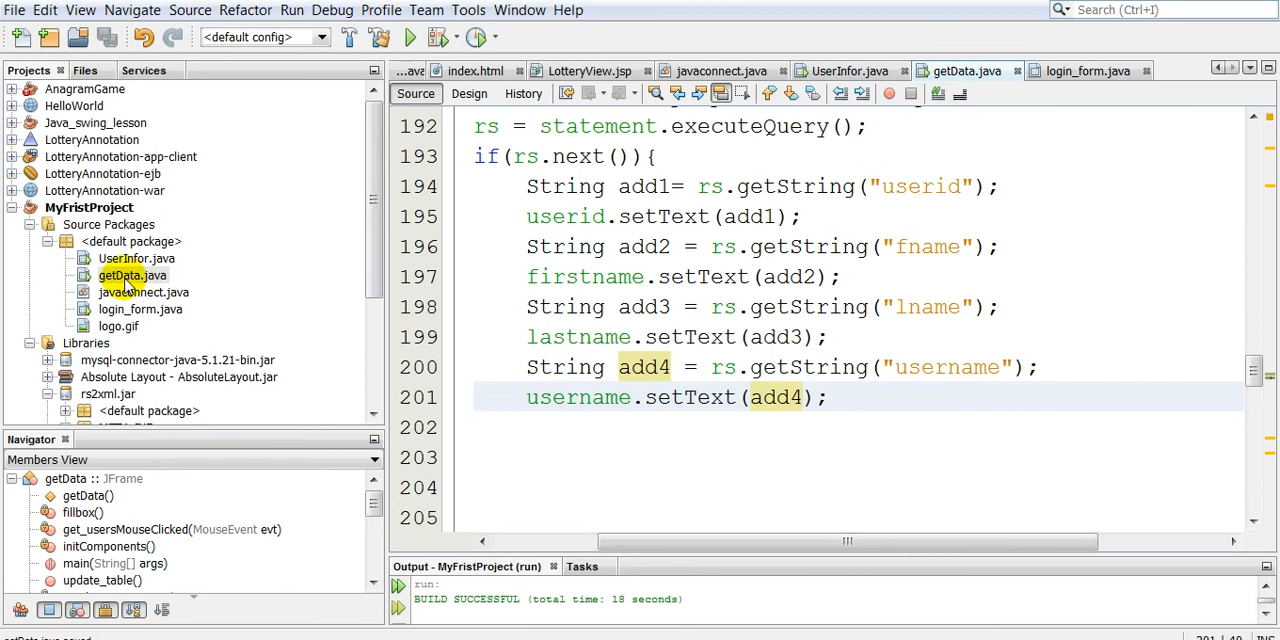 File Edit View Navigate Source Refactor Run Debug Profile Team Tools Window Help
Search (Ctrl+I)
<default config>
Projects Files Services
...ava index.html LotteryView.jsp javaconnect.java UserInfor.java getData.java login_form.java
Source Design History
AnagramGame
HelloWorld
Java_swing_lesson
LotteryAnnotation
LotteryAnnotation-app-client
LotteryAnnotation-ejb
LotteryAnnotation-war
MyFristProject
Source Packages
<default package>
UserInfor.java
getData.java
javaconnect.java
login_form.java
logo.gif
Libraries
mysql-connector-java-5.1.21-bin.jar
Absolute Layout - AbsoluteLayout.jar
rs2xml.jar
<default package>
192 rs = statement.executeQuery();
193 if(rs.next()){
194 String add1= rs.getString("userid");
195 userid.setText(add1);
196 String add2 = rs.getString("fname");
197 firstname.setText(add2);
198 String add3 = rs.getString("lname");
199 lastname.setText(add3);
200 String add4 = rs.getString("username");
201 username.setText(add4);
202
203
204
205
Navigator
Members View
getData :: JFrame
getData()
fillbox()
get_usersMouseClicked(MouseEvent evt)
initComponents()
main(String[] args)
update_table()
Output - MyFristProject (run) Tasks
run:
BUILD SUCCESSFUL (total time: 18 seconds)